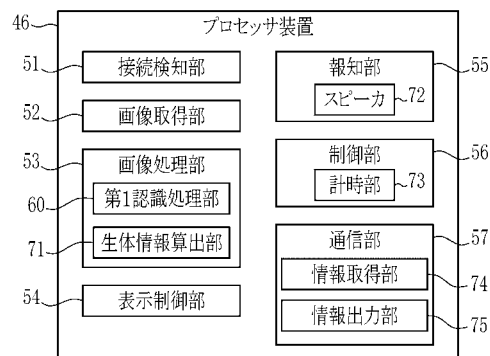 46
プロセッサ装置
51
接続検知部
52
画像取得部
53
画像処理部
60
第1認識処理部
71
生体情報算出部
54
表示制御部
報知部
55
スピーカ
72
制御部
56
計時部
73
通信部
57
情報取得部
74
情報出力部
75